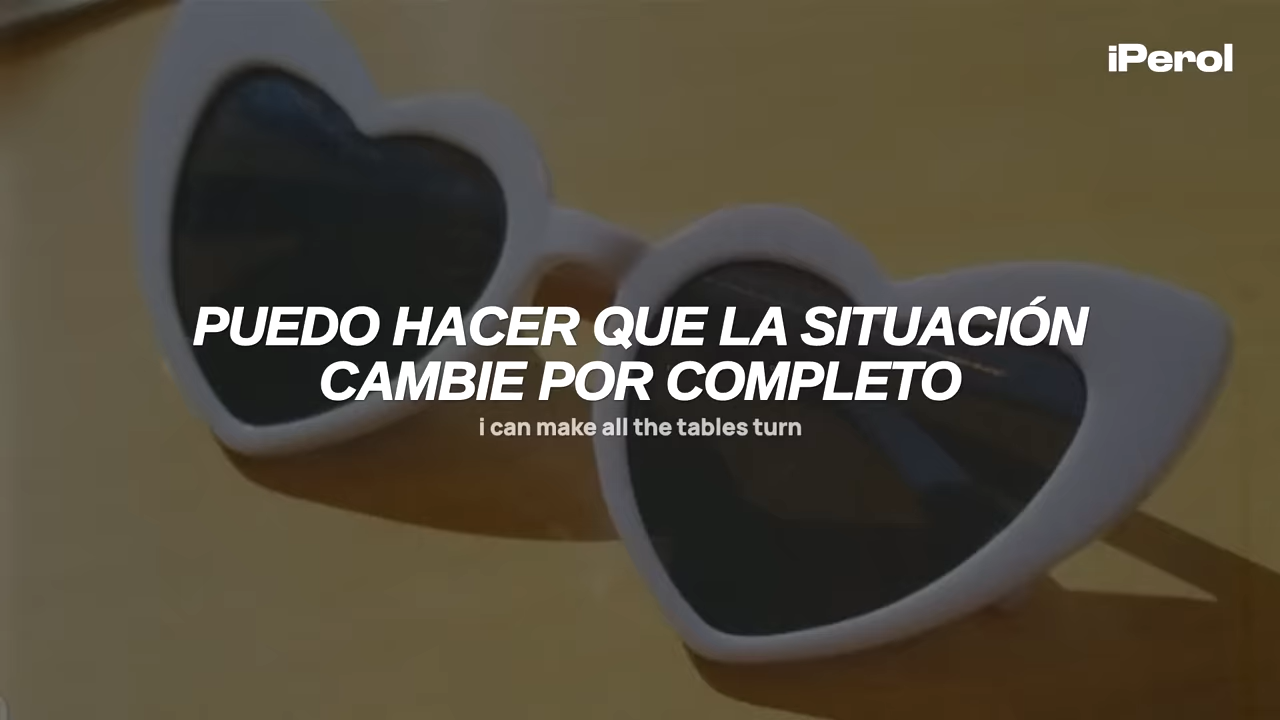 iPerol
PUEDO HACER QUE LA SITUACIÓN
CAMBIE POR COMPLETO
i can make all the tables turn